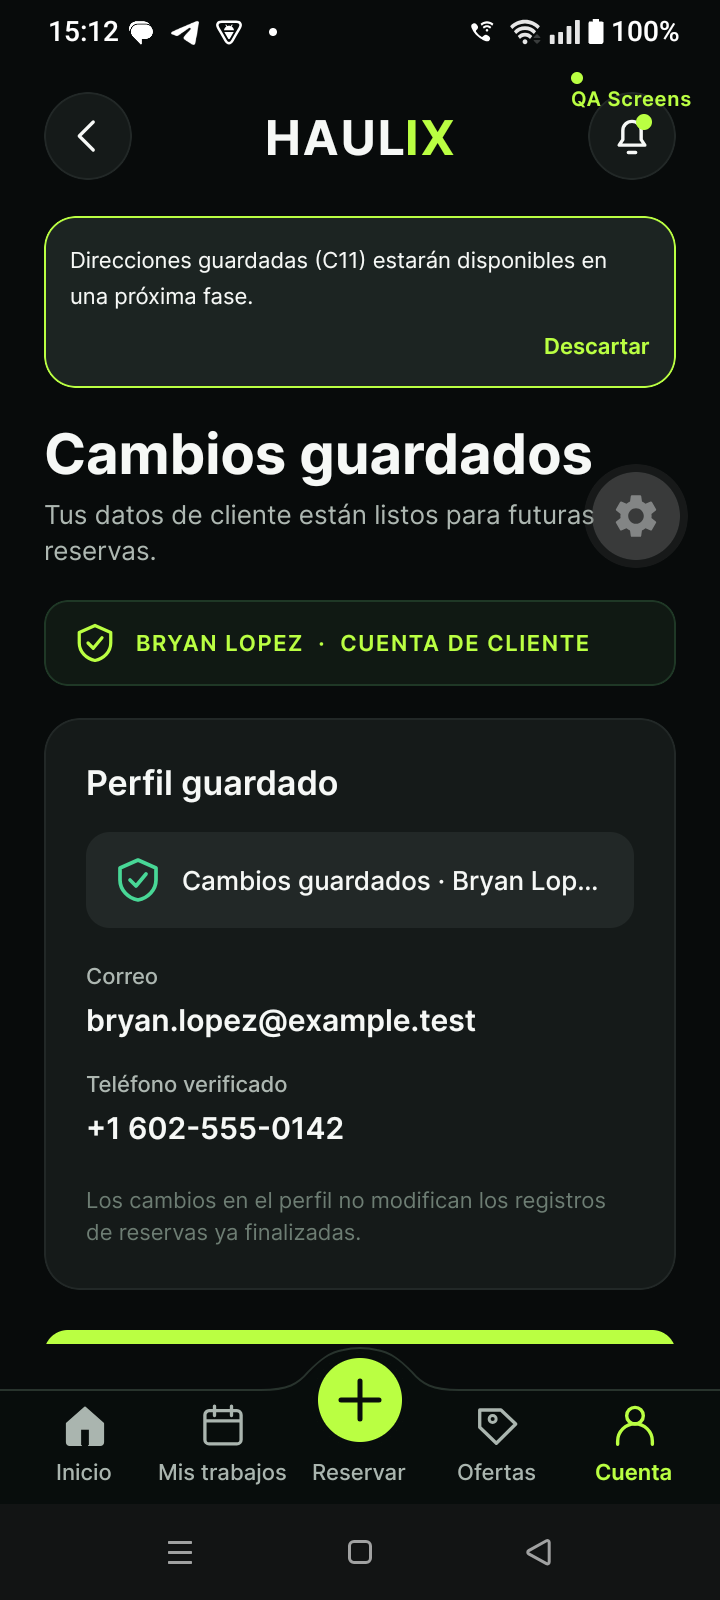 15:12
100%
QA Screens
HAULIX
Direcciones guardadas (C11) estarán disponibles en
una próxima fase.
Descartar
Cambios guardados
Tus datos de cliente están listos para futuras
reservas.
BRYAN LOPEZ · CUENTA DE CLIENTE
Perfil guardado
Cambios guardados · Bryan Lop...
Correo
bryan.lopez@example.test
Teléfono verificado
+1 602-555-0142
Los cambios en el perfil no modifican los registros
de reservas ya finalizadas.
Inicio
Mis trabajos
Reservar
Ofertas
Cuenta